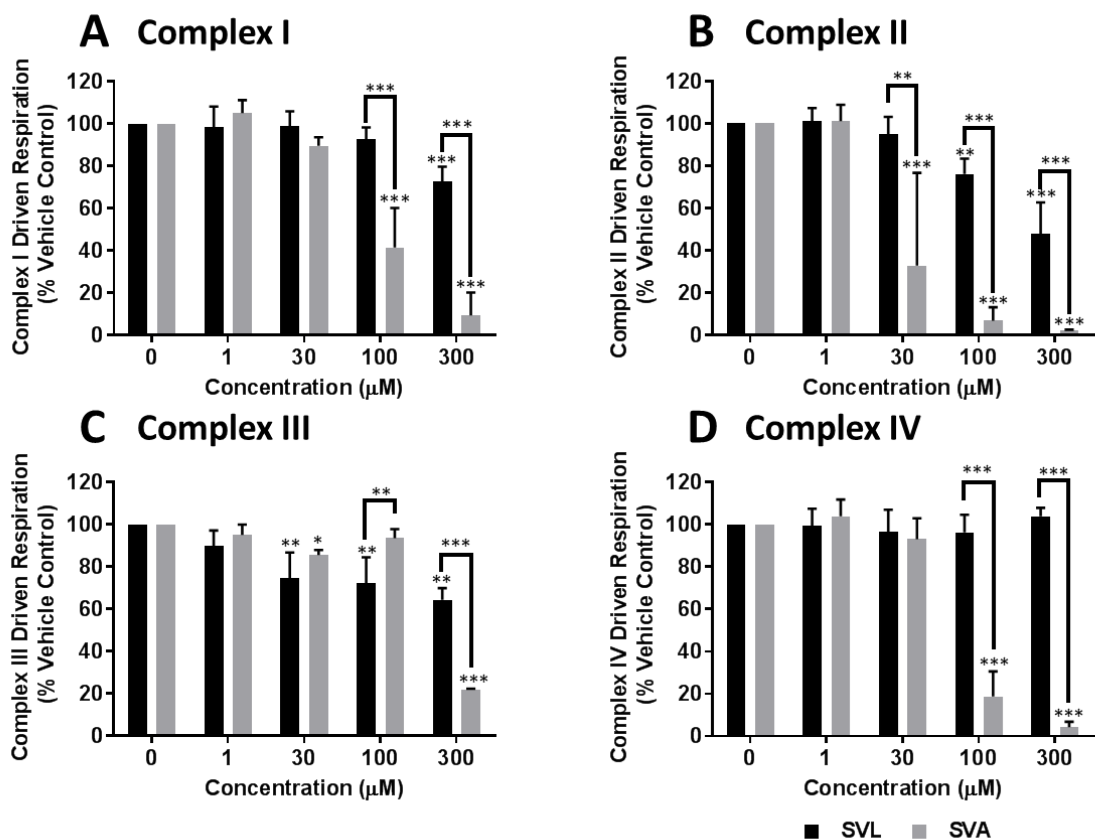 A Complex I
Complex I Driven Respiration
(% Vehicle Control)
120
100
80
60
40
20
0
***
***
***
***
***
0 1 30 100 300
Concentration (μM)
B Complex II
Complex II Driven Respiration
(% Vehicle Control)
120
100
80
60
40
20
0
**
***
***
**
***
***
***
***
0 1 30 100 300
Concentration (μM)
C Complex III
Complex III Driven Respiration
(% Vehicle Control)
120
100
80
60
40
20
0
**
***
** * ** **
***
0 1 30 100 300
Concentration (μM)
D Complex IV
Complex IV Driven Respiration
(% Vehicle Control)
120
100
80
60
40
20
0
*** ***
***
***
0 1 30 100 300
Concentration (μM)
SVL SVA